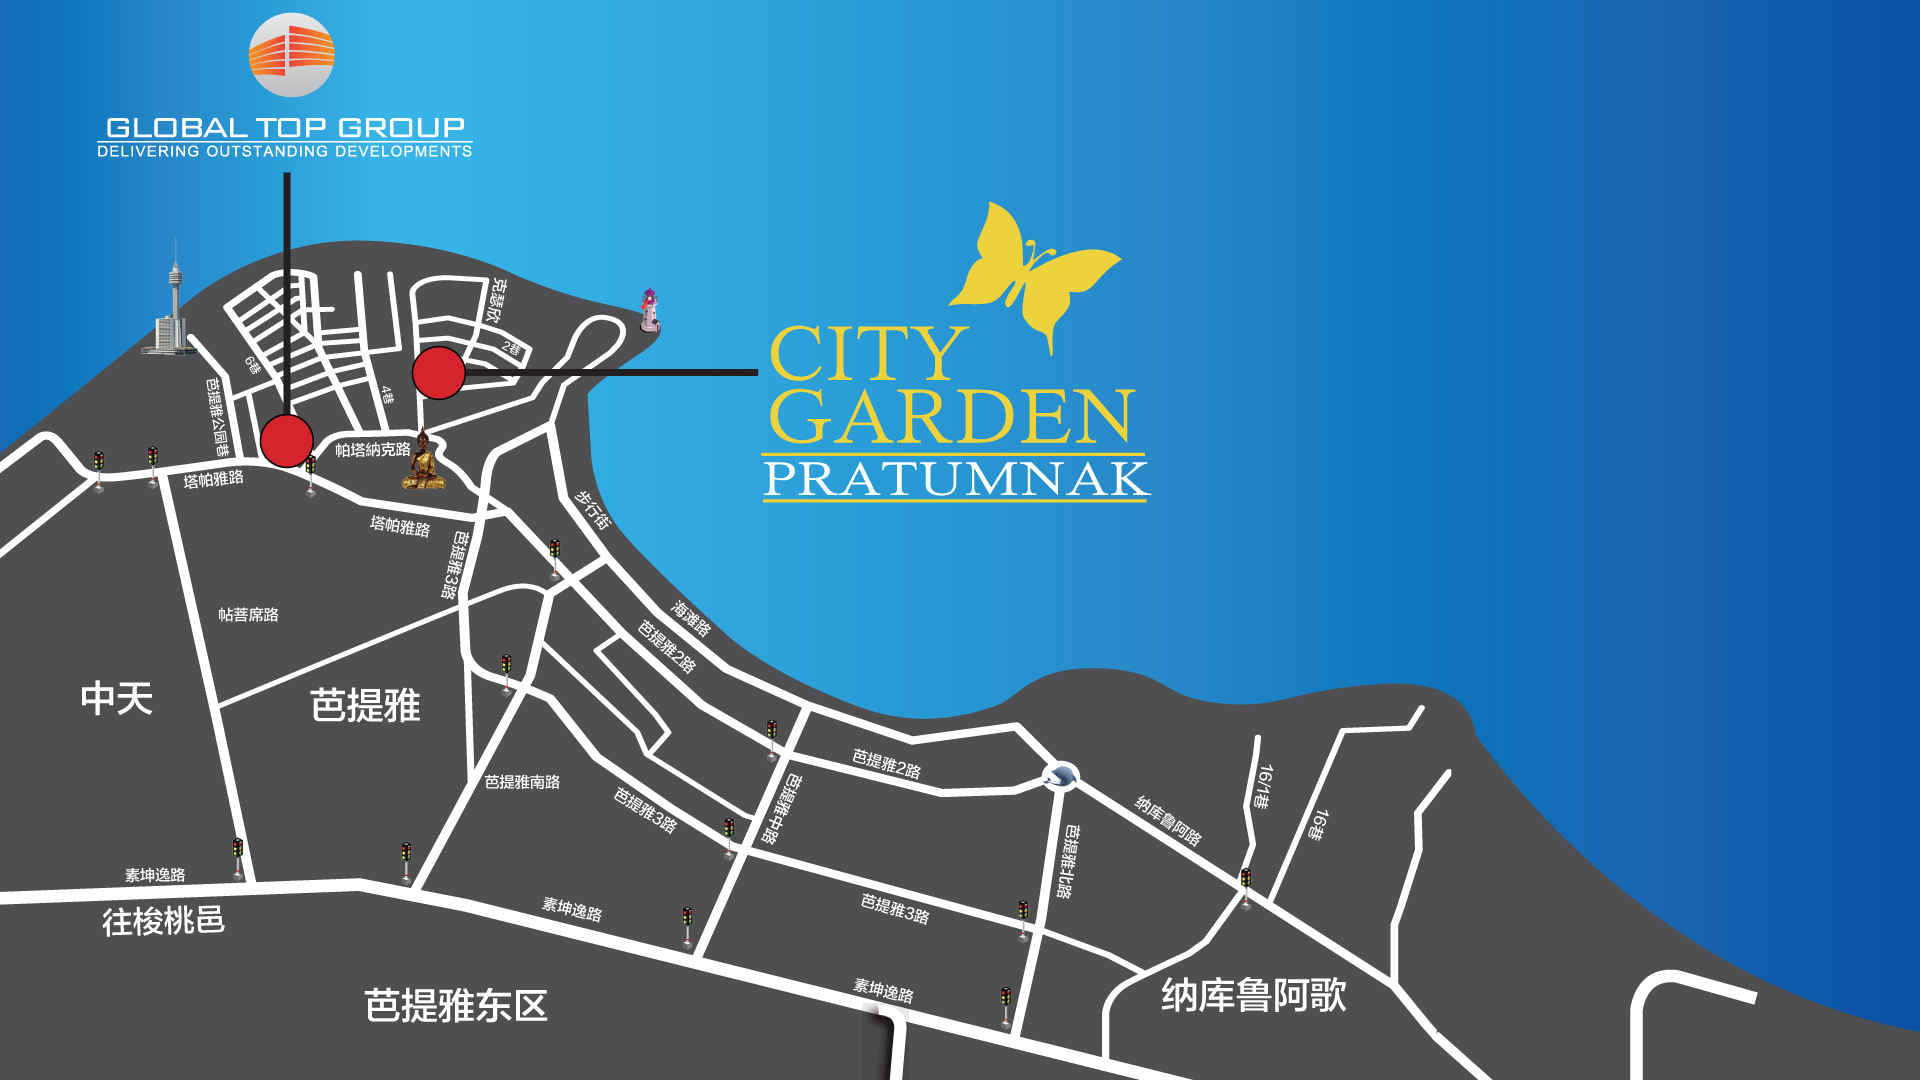 GLOBAL TOP GROUP
DELIVERING OUTSTANDING DEVELOPMENTS
CITY
GARDEN
PRATUMNAK
克瑟欣
2巷
6巷
4巷
芭提雅公园巷
帕塔纳克路
塔帕雅路
塔帕雅路
步行街
芭提雅3路
帖菩席路
海滩路
芭提雅2路
中天
芭提雅
芭提雅南路
芭提雅3路
芭提雅中路
芭提雅2路
纳库鲁阿路
16/1巷
16巷
芭提雅北路
素坤逸路
往梭桃邑
素坤逸路
芭提雅3路
素坤逸路
芭提雅东区
纳库鲁阿歌